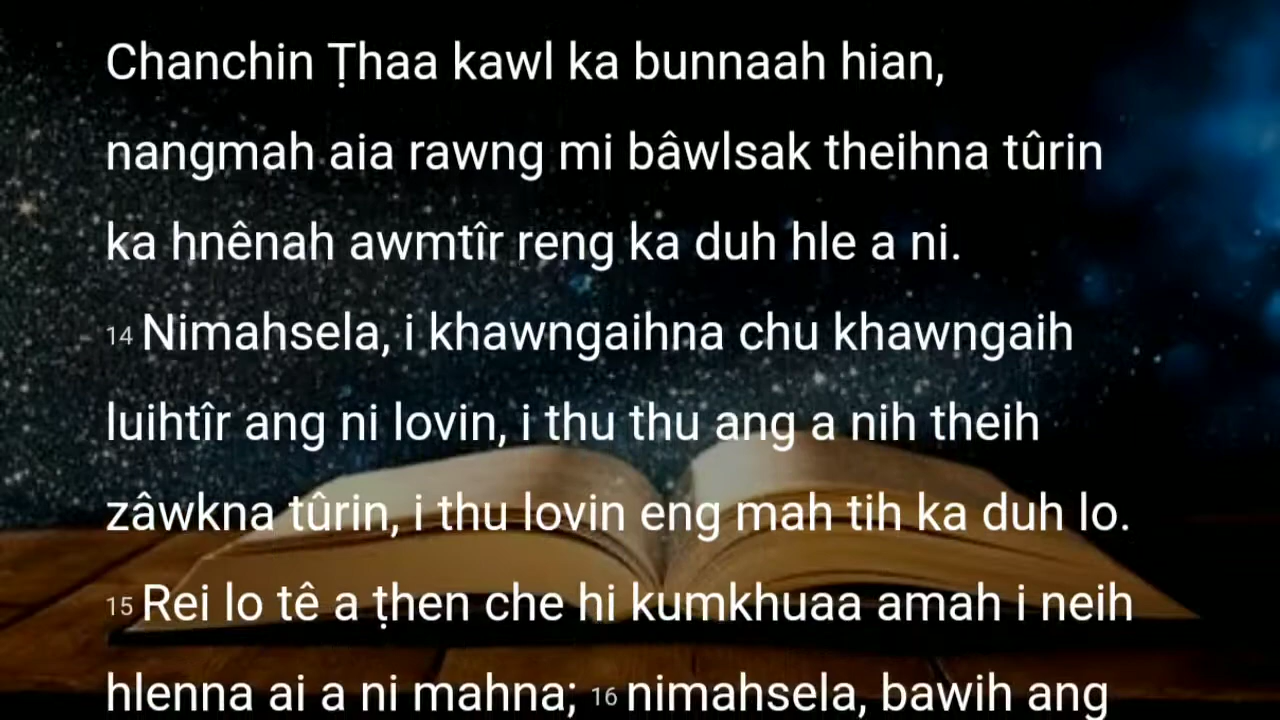 Chanchin Ṭhaa kawl ka bunnaah hian,
nangmah aia rawng mi bâwlsak theihna tûrin
ka hnênah awmtîr reng ka duh hle a ni.
14 Nimahsela, i khawngaihna chu khawngaih
luihtîr ang ni lovin, i thu thu ang a nih theih
zâwkna tûrin, i thu lovin eng mah tih ka duh lo.
15 Rei lo tê a ṭhen che hi kumkhuaa amah i neih
hlenna ai a ni mahna; 16 nimahsela, bawih ang